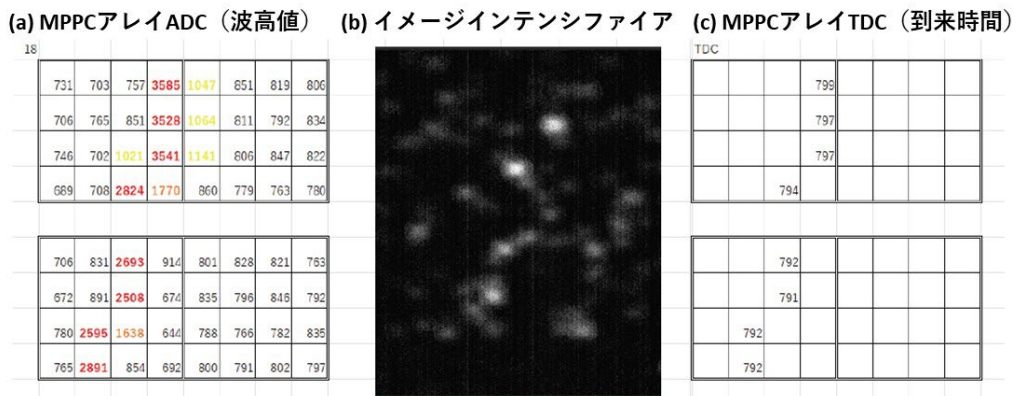 (a) MPPCアレイADC（波高値）
(b) イメージインテンシファイア
(c) MPPCアレイTDC（到来時間）
18
731 703 757 3585 1047 851 819 806
706 765 851 3528 1064 811 792 834
746 702 1021 3541 1141 806 847 822
689 708 2824 1770 860 779 763 780
706 831 2693 914 801 828 821 763
672 891 2508 674 835 796 846 792
780 2595 1638 644 788 766 782 835
765 2891 854 692 800 791 802 797
TDC
799
797
797
794
792
791
792
792